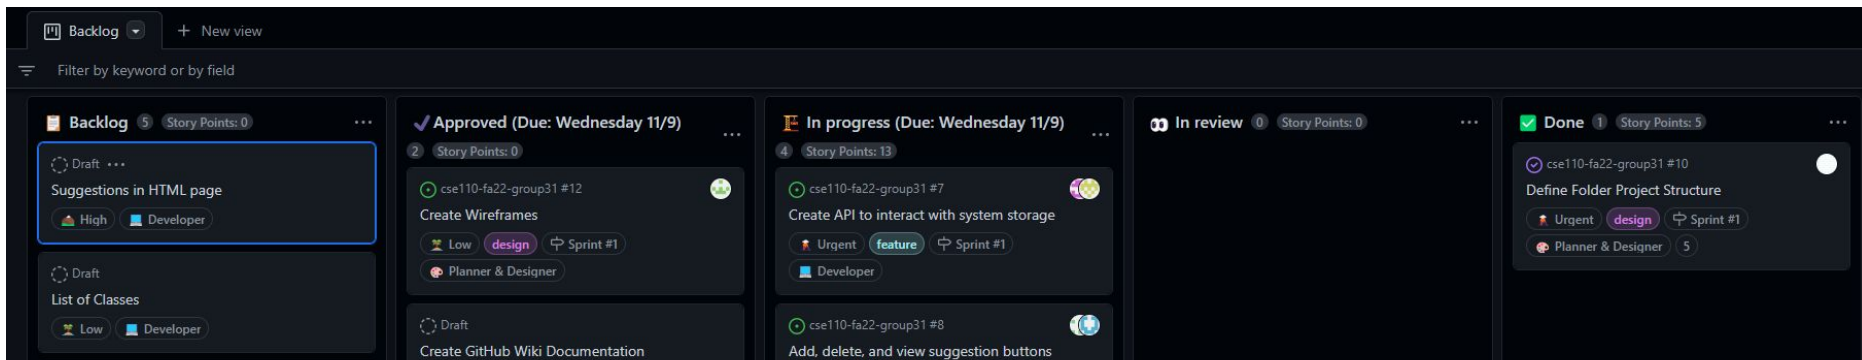 Backlog
New view
Filter by keyword or by field
Backlog 5 Story Points: 0
Draft
Suggestions in HTML page
High Developer
Draft
List of Classes
Low Developer
Approved (Due: Wednesday 11/9)
2 Story Points: 0
cse110-fa22-group31 #12
Create Wireframes
Low design Sprint #1
Planner & Designer
Draft
Create GitHub Wiki Documentation
In progress (Due: Wednesday 11/9)
4 Story Points: 13
cse110-fa22-group31 #7
Create API to interact with system storage
Urgent feature Sprint #1
Developer
cse110-fa22-group31 #8
Add, delete, and view suggestion buttons
In review 0 Story Points: 0
Done 1 Story Points: 5
cse110-fa22-group31 #10
Define Folder Project Structure
Urgent design Sprint #1
Planner & Designer 5